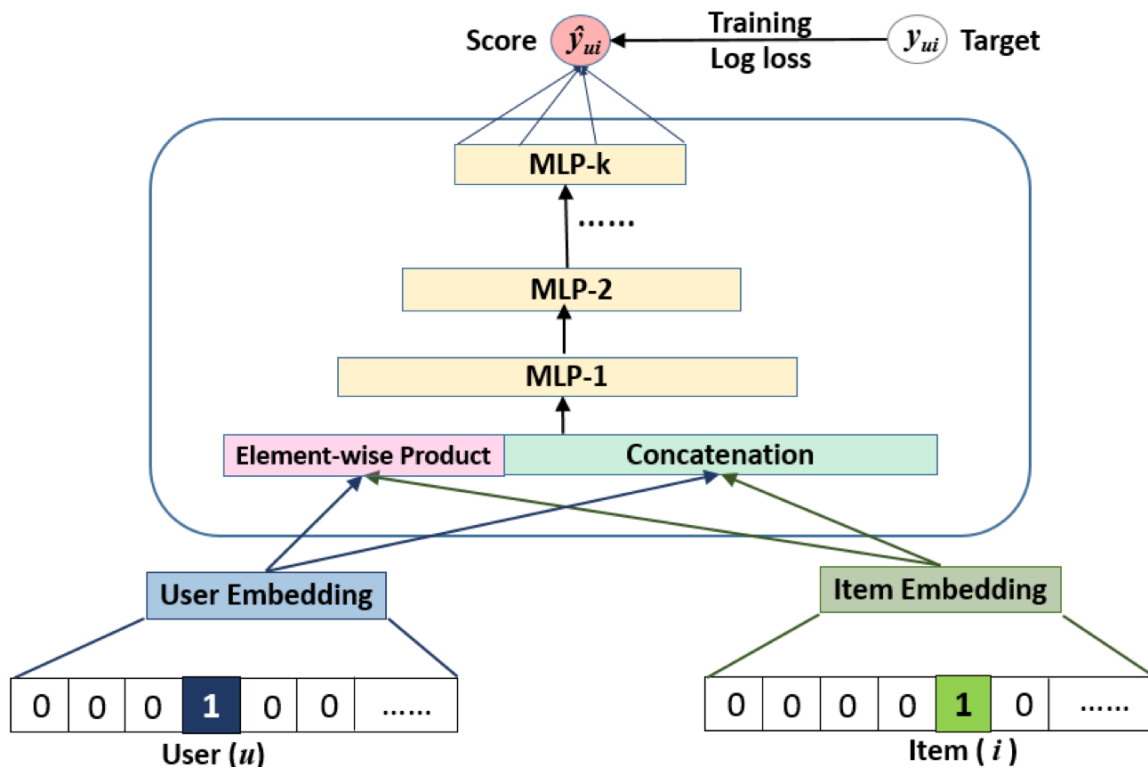 Score ŷui Training yui Target
Log loss
MLP-k
......
MLP-2
MLP-1
Element-wise Product Concatenation
User Embedding Item Embedding
0 0 0 1 0 0 ...... 0 0 0 0 1 0 ......
User (u) Item ( i )